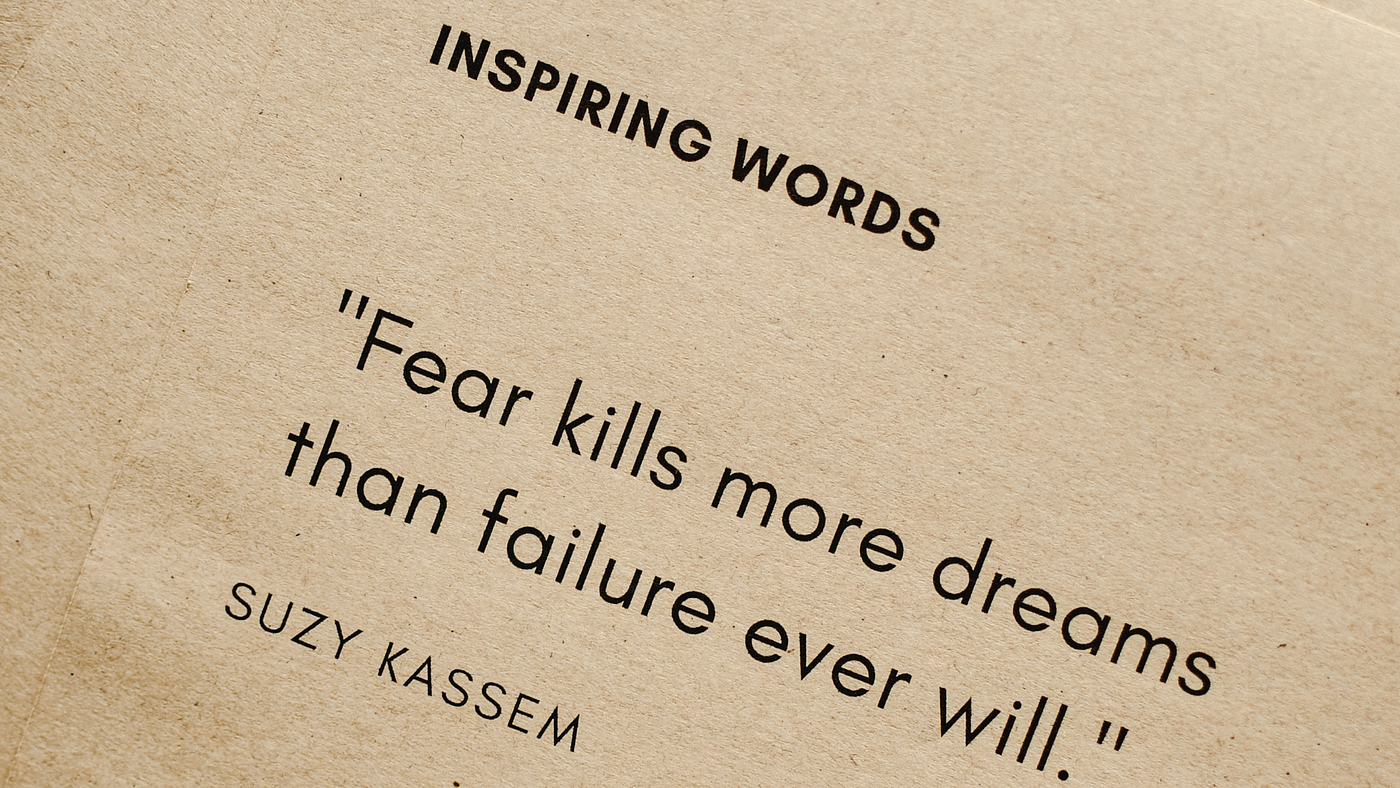 INSPIRING WORDS
"Fear kills more dreams
than failure ever will."
SUZY KASSEM